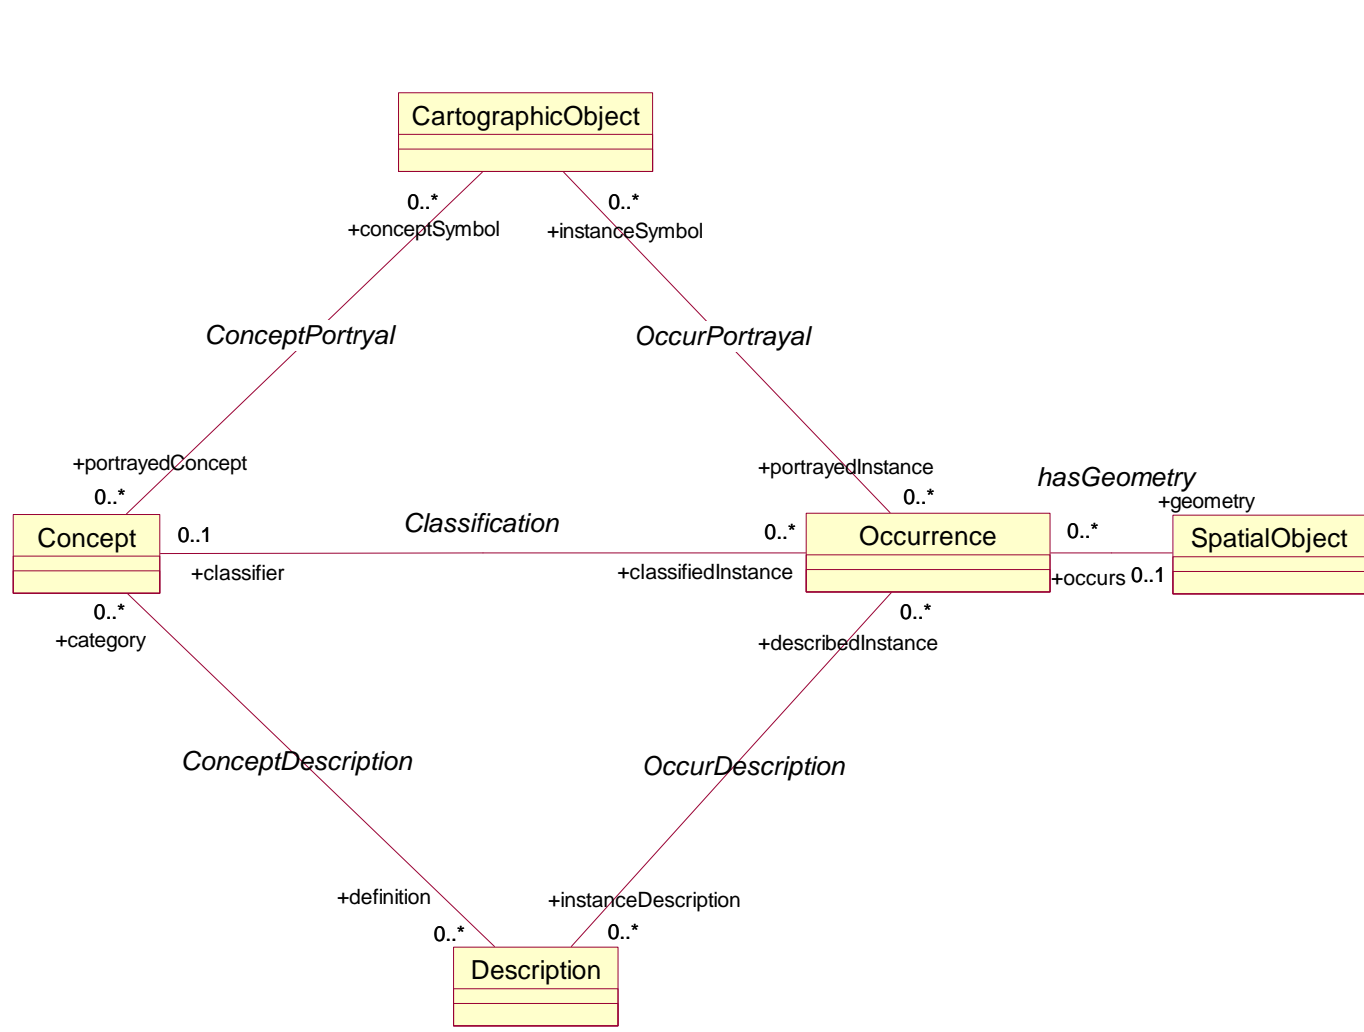 CartographicObject
0..*
0..*
+conceptSymbol
+instanceSymbol
ConceptPortryal
OccurPortrayal
+portrayedConcept
+portrayedInstance
hasGeometry
0..*
0..*
+geometry
Concept
0..1
Classification
0..*
Occurrence
0..*
SpatialObject
+classifier
+classifiedInstance
+occurs
0..1
0..*
0..*
+category
+describedInstance
ConceptDescription
OccurDescription
+definition
+instanceDescription
0..*
0..*
Description